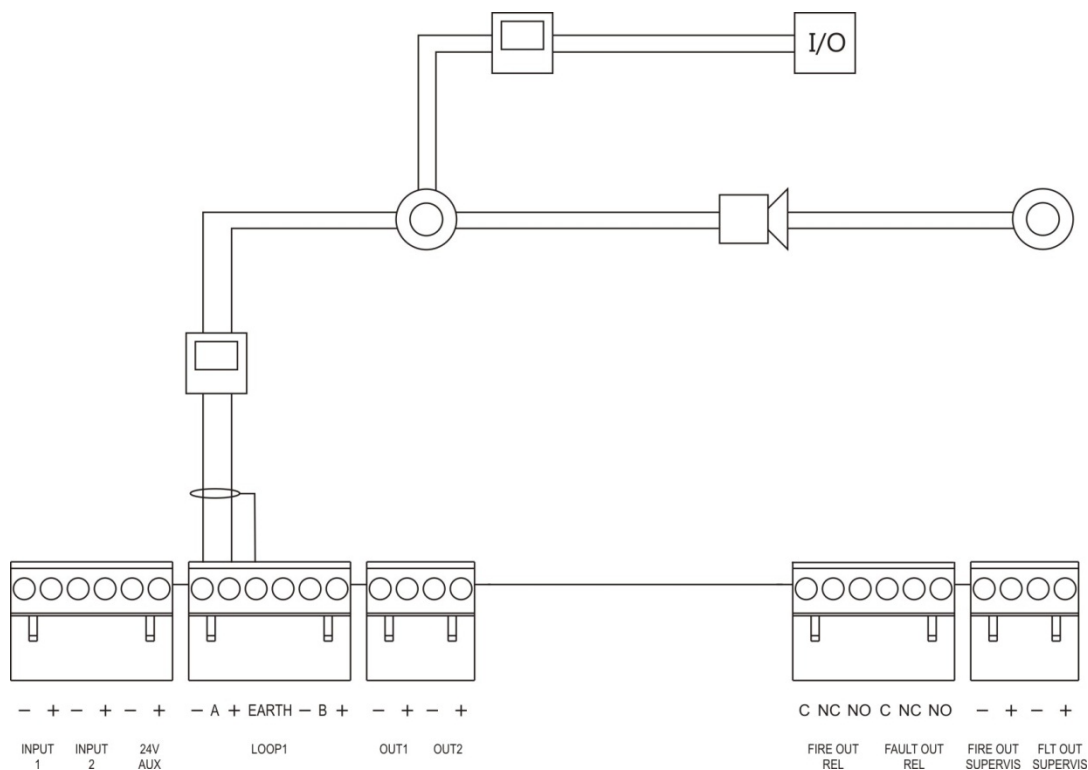 I/O
− + − + − + − A + EARTH − B + − + − + C NC NO C NC NO − + − +
INPUT 1
INPUT 2
24V AUX
LOOP1
OUT1
OUT2
FIRE OUT REL
FAULT OUT REL
FIRE OUT SUPERVIS
FLT OUT SUPERVIS